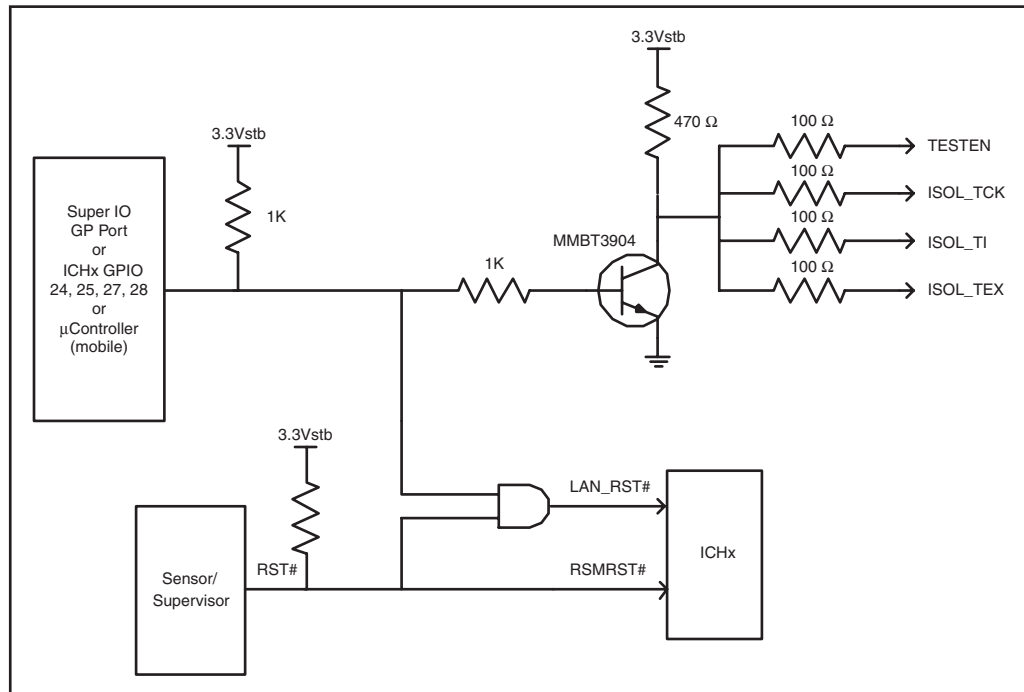 3.3Vstb
470 Ω
100 Ω
TESTEN
100 Ω
ISOL_TCK
100 Ω
ISOL_TI
100 Ω
ISOL_TEX
3.3Vstb
1K
Super IO
GP Port
or
ICHx GPIO
24, 25, 27, 28
or
μController
(mobile)
MMBT3904
1K
3.3Vstb
LAN_RST#
ICHx
RST#
RSMRST#
Sensor/
Supervisor